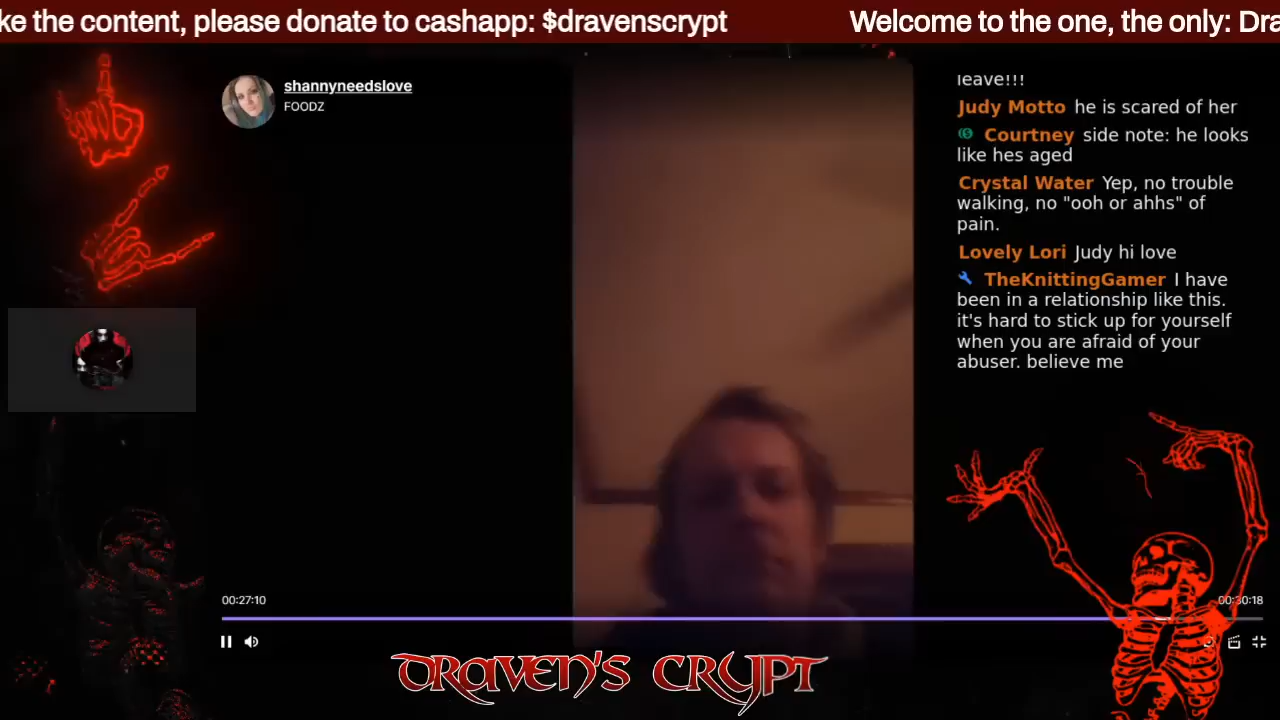 ke the content, please donate to cashapp: $dravenscrypt Welcome to the one, the only: Dra
shannyneedslove
FOODZ
leave!!!
Judy Motto he is scared of her
Courtney side note: he looks
like hes aged
Crystal Water Yep, no trouble
walking, no "ooh or ahhs" of
pain.
Lovely Lori Judy hi love
TheKnittingGamer I have
been in a relationship like this.
it's hard to stick up for yourself
when you are afraid of your
abuser. believe me
00:27:10
00:30:18
DRAVEN'S CRYPT